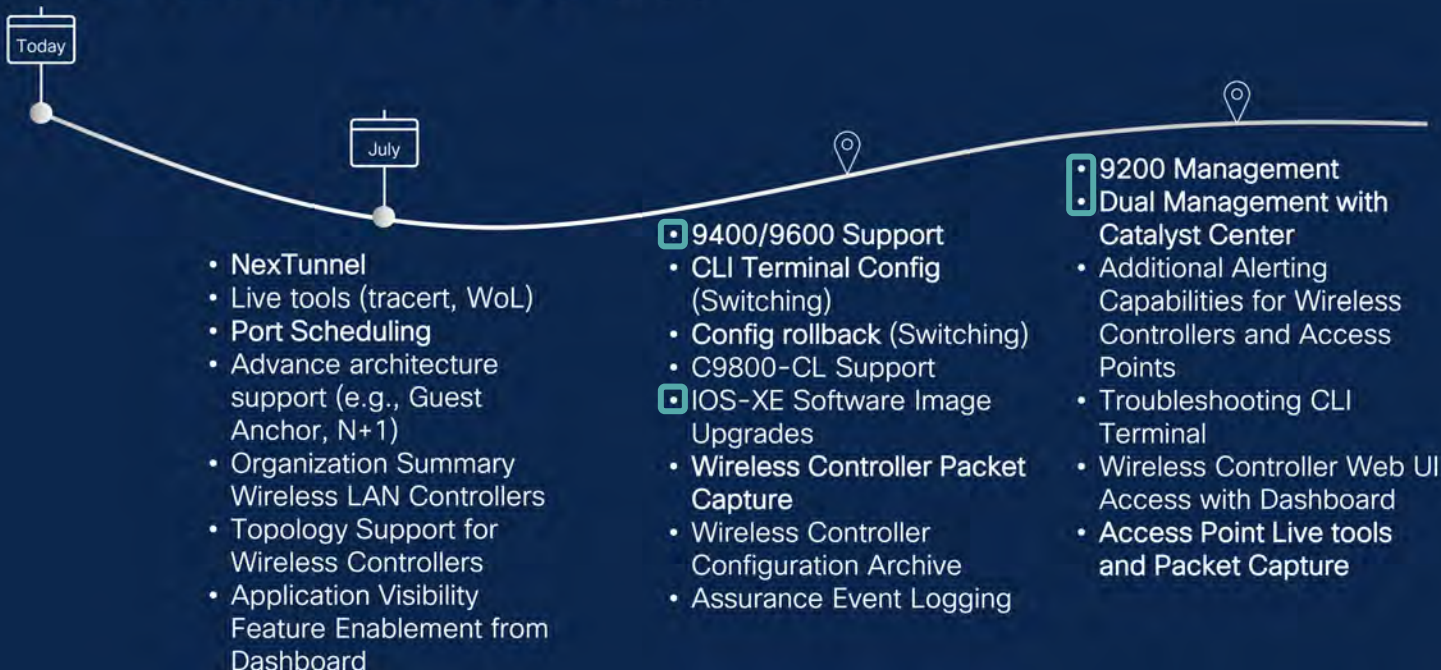 Today
July
• NexTunnel
• Live tools (tracert, WoL)
• Port Scheduling
• Advance architecture
support (e.g., Guest
Anchor, N+1)
• Organization Summary
Wireless LAN Controllers
• Topology Support for
Wireless Controllers
• Application Visibility
Feature Enablement from
Dashboard
• 9400/9600 Support
• CLI Terminal Config
(Switching)
• Config rollback (Switching)
• C9800-CL Support
• IOS-XE Software Image
Upgrades
• Wireless Controller Packet
Capture
• Wireless Controller
Configuration Archive
• Assurance Event Logging
• 9200 Management
• Dual Management with
Catalyst Center
• Additional Alerting
Capabilities for Wireless
Controllers and Access
Points
• Troubleshooting CLI
Terminal
• Wireless Controller Web UI
Access with Dashboard
• Access Point Live tools
and Packet Capture